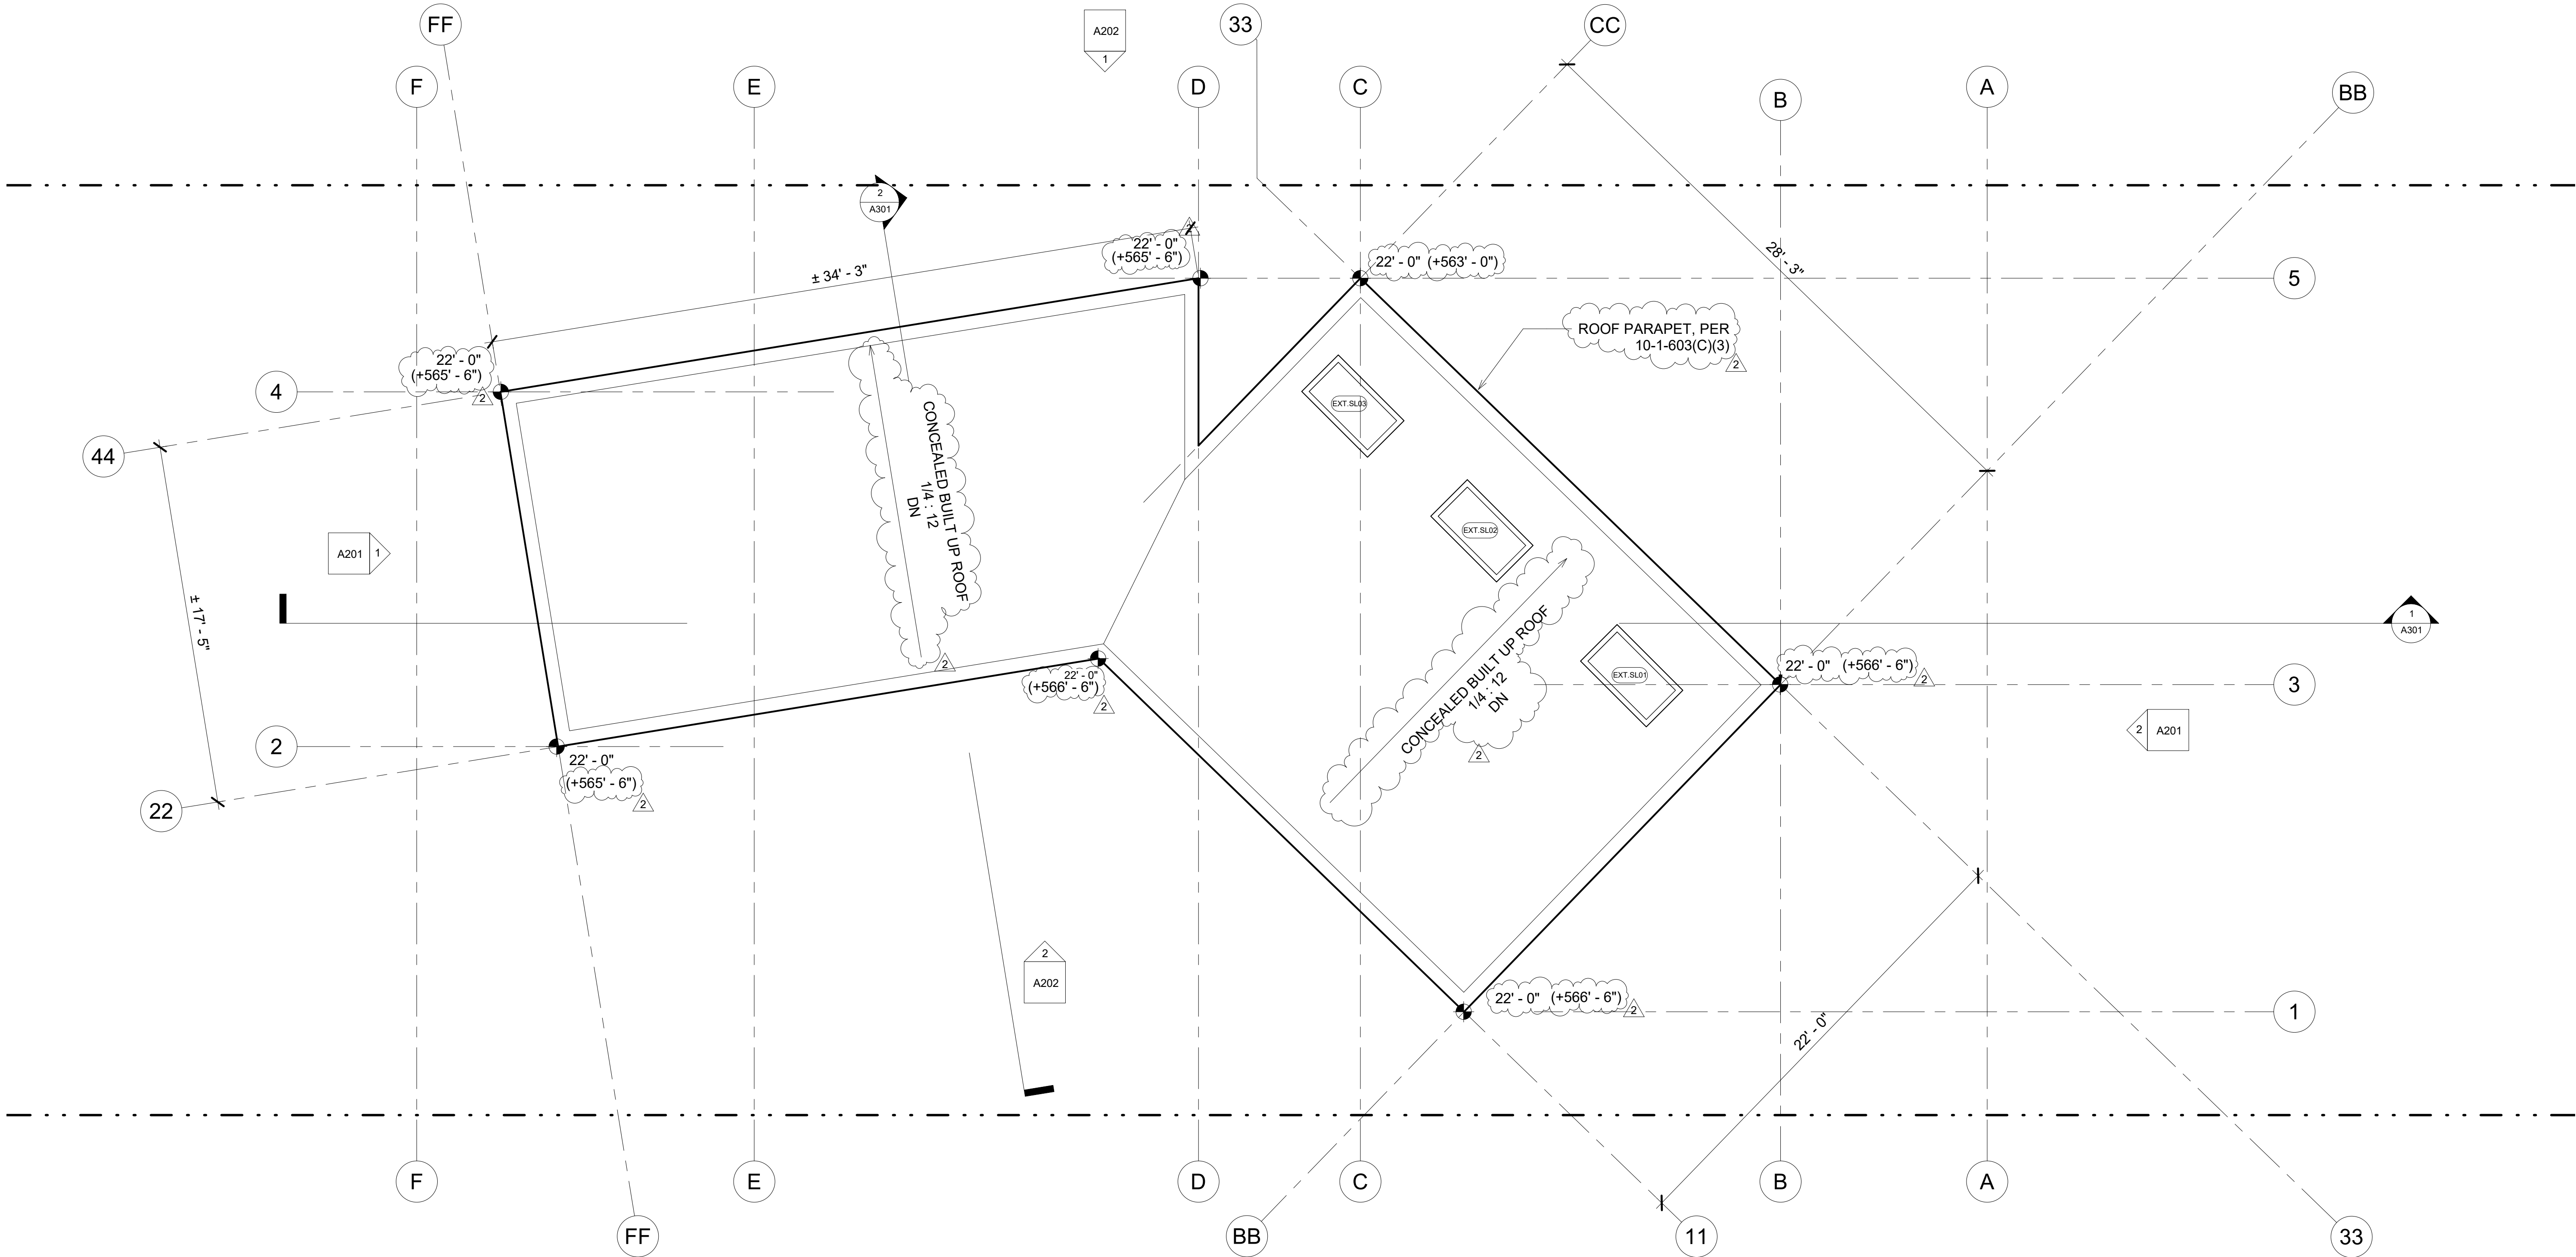 FF
A202
1
33
CC
F
E
D
C
B
A
BB
2
A301
22' - 0"
(+565' - 6")
2
± 34' - 3"
22' - 0" (+563' - 0")
28' - 3"
5
ROOF PARAPET, PER
10-1-603(C)(3)
2
22' - 0"
(+565' - 6")
2
4
44
EXT.SL03
CONCEALED BUILT UP ROOF
1/4 : 12
DN
2
EXT.SL02
A201
1
± 17' - 5"
1
A301
CONCEALED BUILT UP ROOF
1/4 : 12
DN
2
EXT.SL01
22' - 0" (+566' - 6")
2
3
22' - 0"
(+566' - 6")
2
2
A201
2
22' - 0"
(+565' - 6")
2
22
2
A202
22' - 0" (+566' - 6")
2
1
22' - 0"
F
E
D
C
B
A
FF
BB
11
33